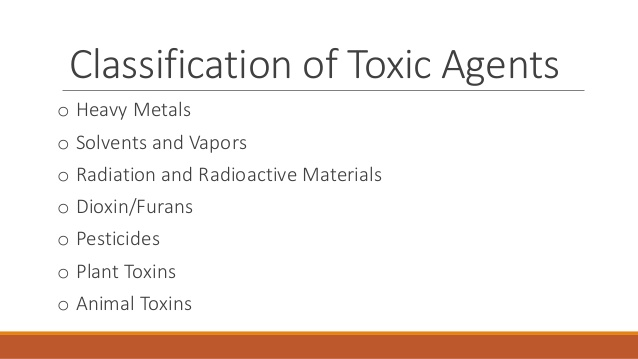 Classification of Toxic Agents
o Heavy Metals
o Solvents and Vapors
o Radiation and Radioactive Materials
o Dioxin/Furans
o Pesticides
o Plant Toxins
o Animal Toxins